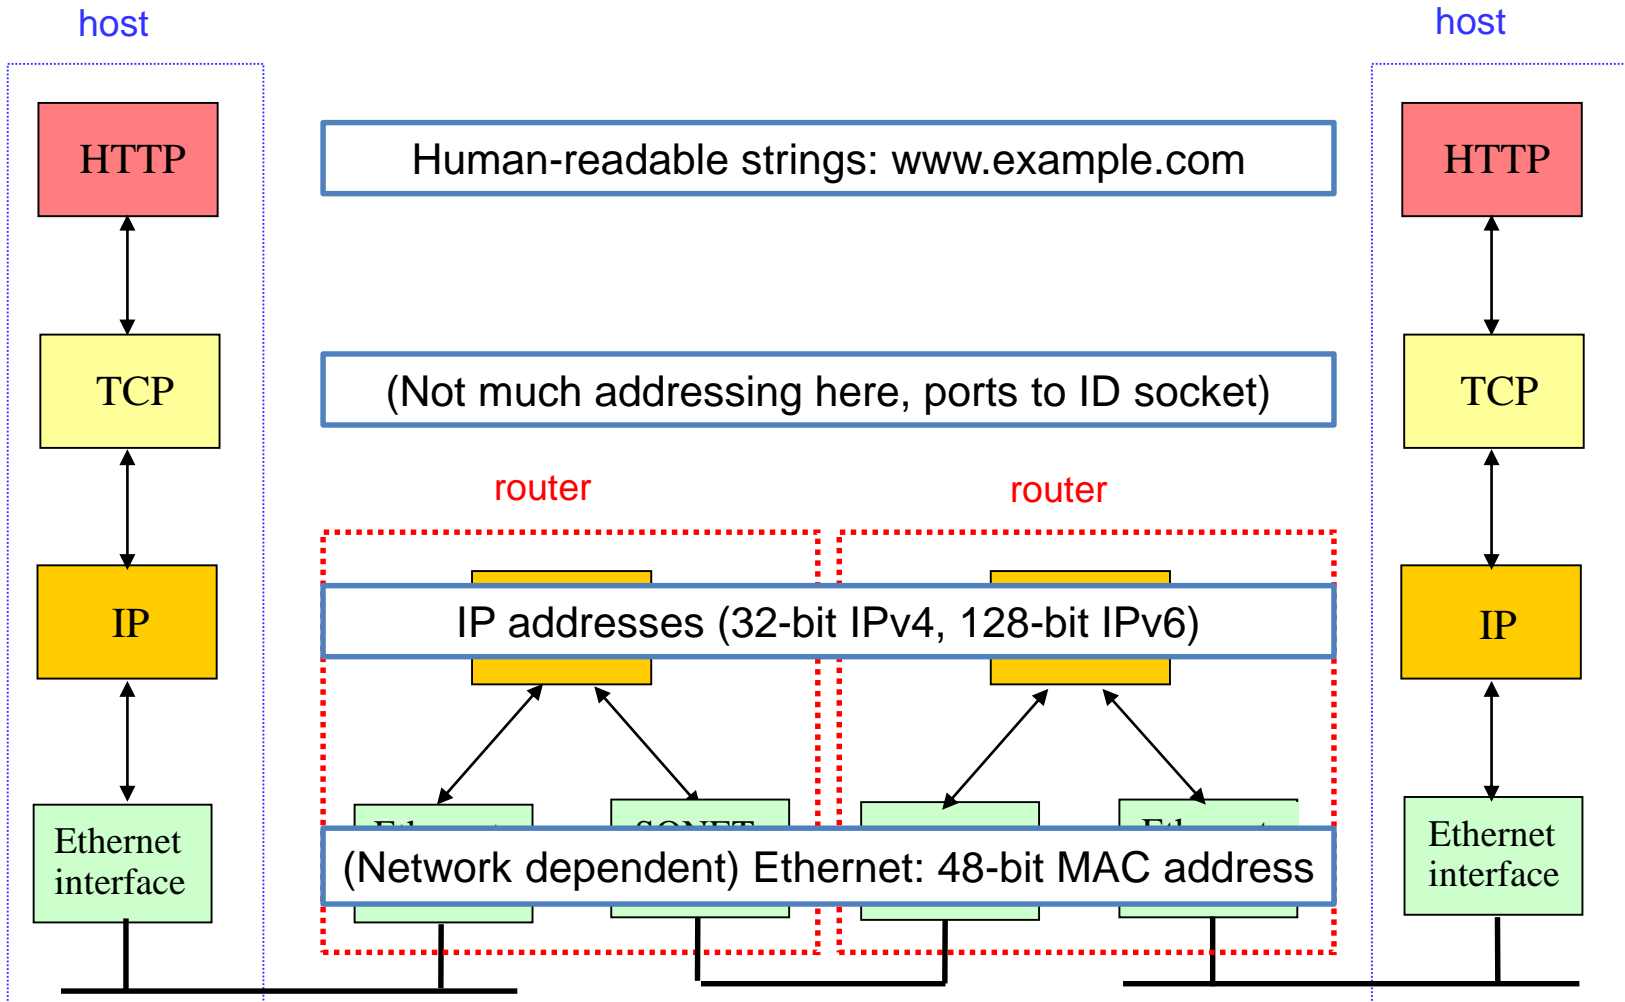 host
host
HTTP
Human-readable strings: www.example.com
HTTP
TCP
(Not much addressing here, ports to ID socket)
TCP
router
router
IP
IP addresses (32-bit IPv4, 128-bit IPv6)
IP
Ethernet
interface
(Network dependent) Ethernet: 48-bit MAC address
Ethernet
interface